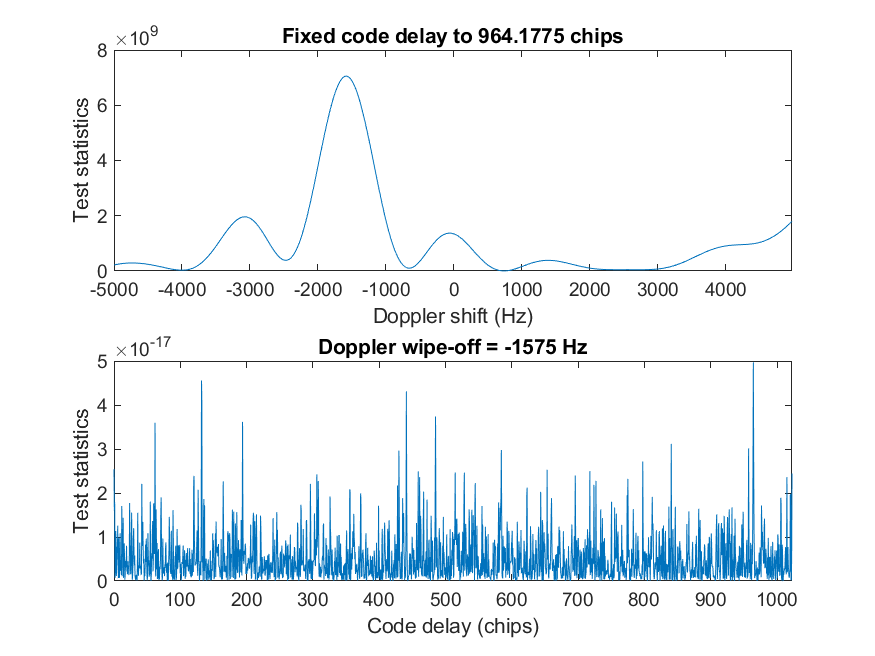 Fixed code delay to 964.1775 chips
×10^9
8
6
4
2
0
Test statistics
-5000 -4000 -3000 -2000 -1000 0 1000 2000 3000 4000
Doppler shift (Hz)
Doppler wipe-off = -1575 Hz
×10^-17
5
4
3
2
1
0
Test statistics
0 100 200 300 400 500 600 700 800 900 1000
Code delay (chips)